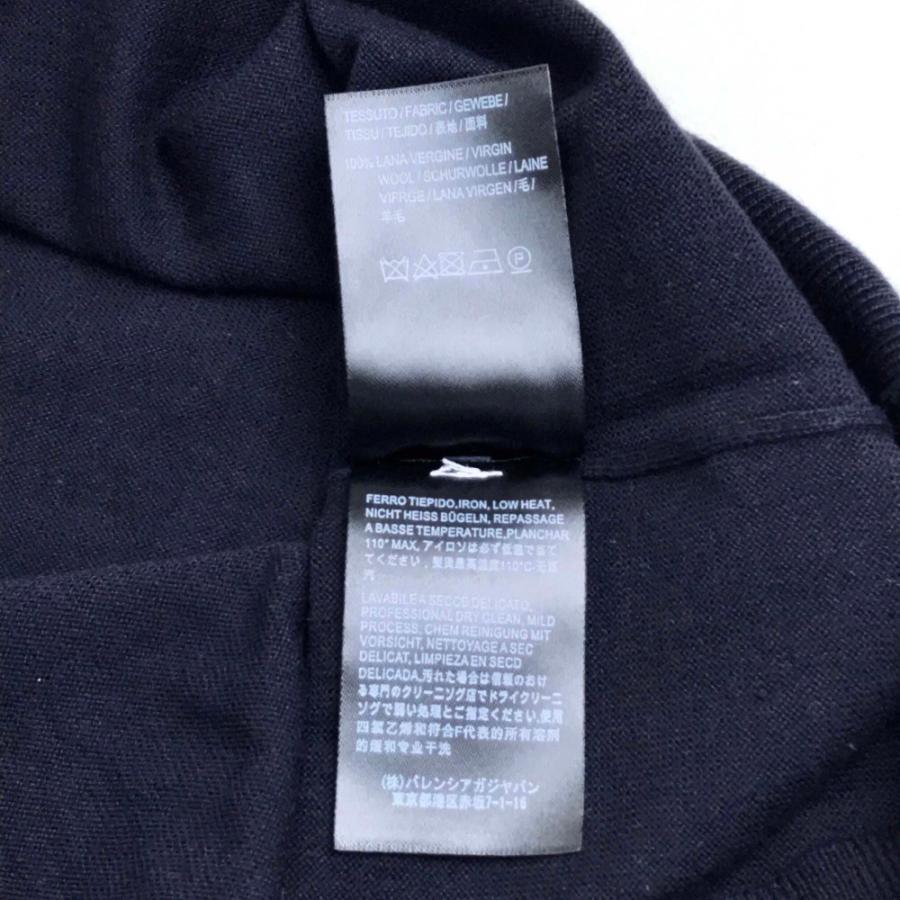 TESSUTO / FABRIC / GEWEBE /
TISSU / TEJIDO / 表地 / 面料
100% LANA VERGINE / VIRGIN
WOOL / SCHURWOLLE / LAINE
VIFRGE / LANA VIRGEN / 毛 /
羊毛
P
FERRO TIEPIDO,IRON, LOW HEAT,
NICHT HEISS BÜGELN, REPASSAGE
A BASSE TEMPERATURE,PLANCHAR
110° MAX, アイロソは必ず低温で当て
てください, 熨烫最高温度110°C-无蒸
汽
LAVABILE A SECCO DELICATO,
PROFESSIONAL DRY CLEAN, MILD
PROCESS, CHEM REINIGUNG MIT
VORSICHT, NETTOYAGE A SEC
DELICAT, LIMPIEZA EN SECD
DELICADA,汚れた場合は信頼のおけ
る専門のクリーニング店でドライクリーニ
ソグで弱い処理とご指定ください,使用
四氯乙烯和符合F代表的所有溶剂
的缓和专业干洗
(株)バレンシアガジャパン
東京都港区赤坂7-1-16